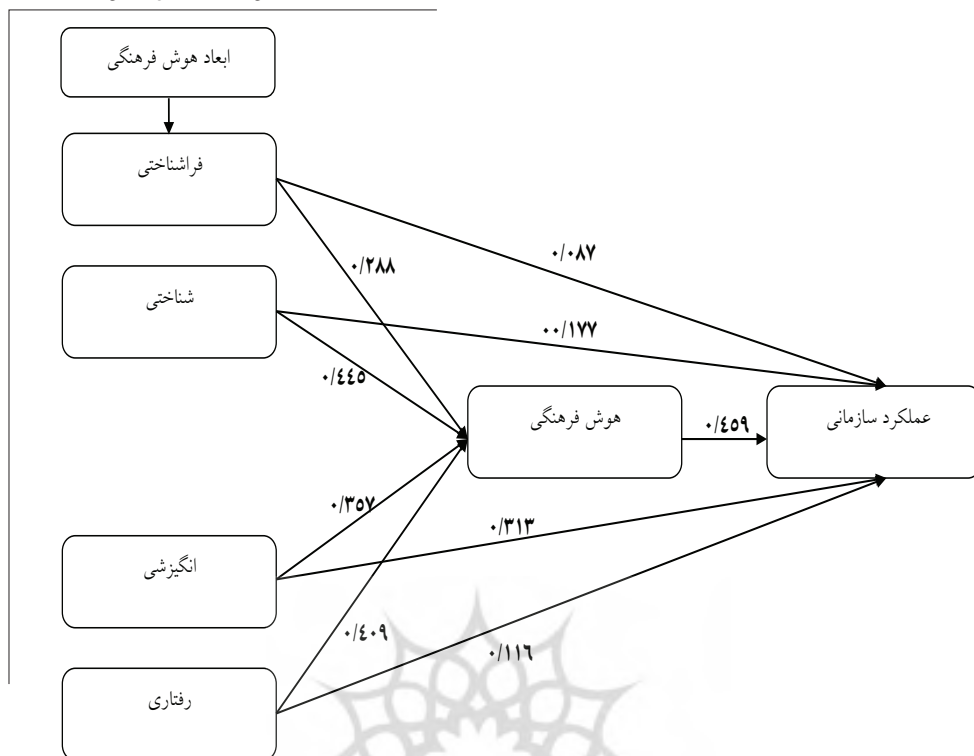 ابعاد هوش فرهنگی
فراشناختی
۰/۰۸۷
۰/۲۸۸
شناختی
۰۰/۱۷۷
۰/٤٤٥
هوش فرهنگی
۰/٤٥۹
عملکرد سازمانی
۰/۳٥۷
۰/۳۱۳
انگیزشی
۰/٤۰۹
۰/۱۱٦
رفتاری